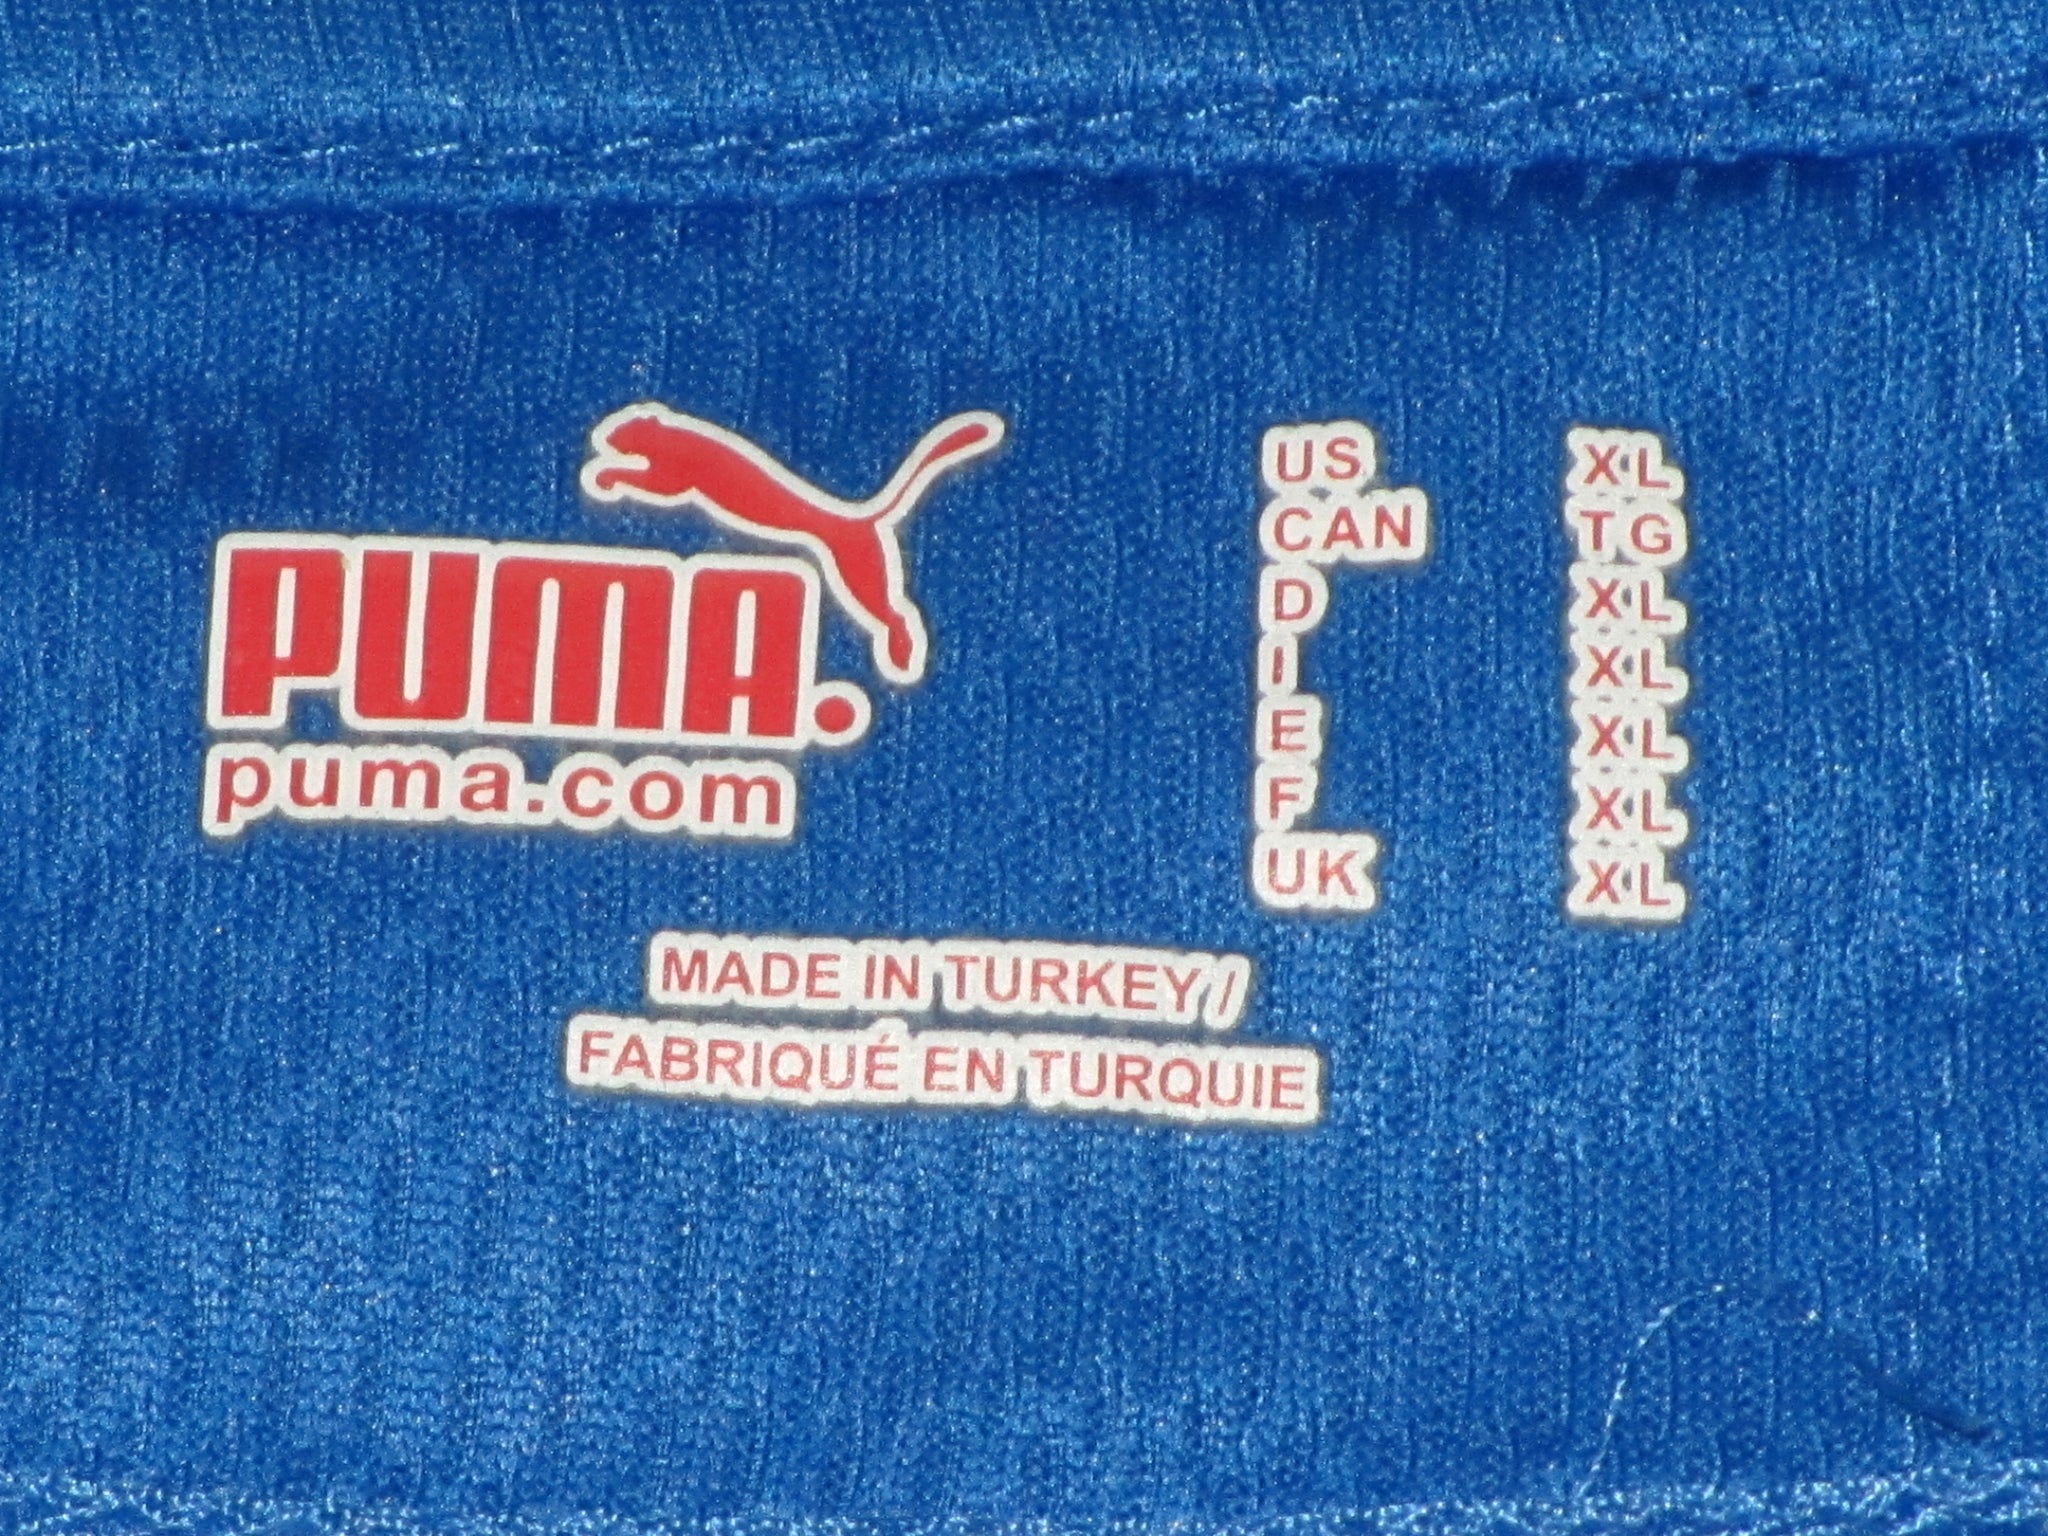 PUMA.
puma.com
US XL
CAN TG
D XL
I XL
E XL
F XL
UK XL
MADE IN TURKEY /
FABRIQUÉ EN TURQUIE